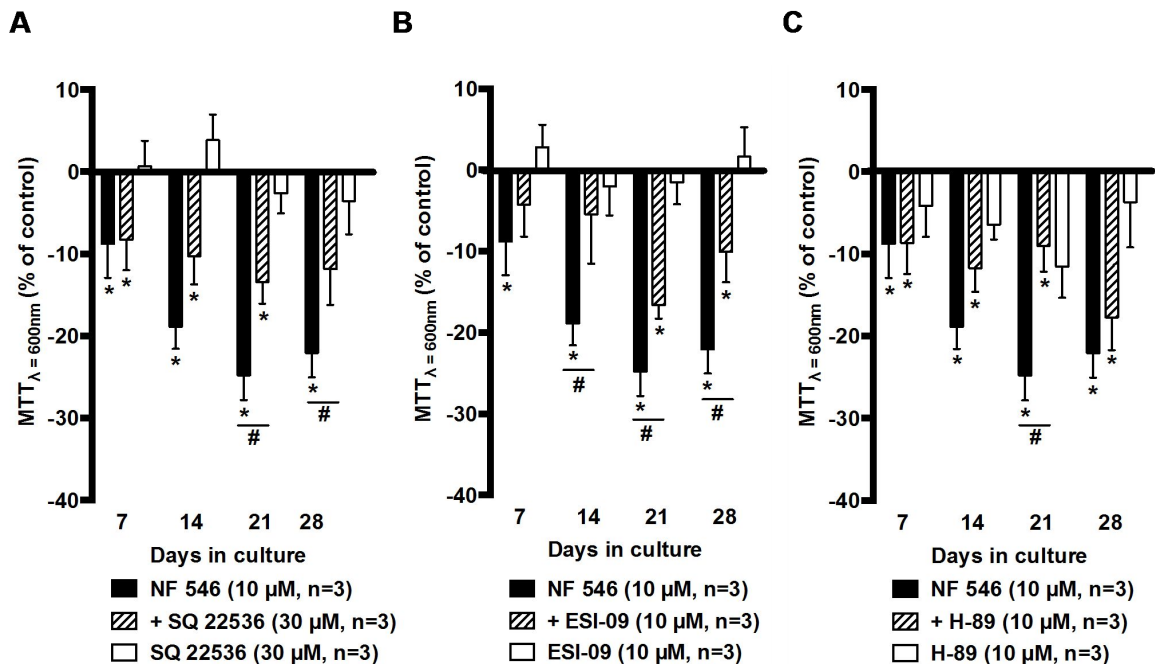 A
10
0
-10
-20
-30
-40
MTTλ = 600nm (% of control)
* * * * * * *
# #
7 14 21 28
Days in culture
NF 546 (10 µM, n=3)
+ SQ 22536 (30 µM, n=3)
SQ 22536 (30 µM, n=3)
B
10
0
-10
-20
-30
-40
MTTλ = 600nm (% of control)
* * * * * *
# # #
7 14 21 28
Days in culture
NF 546 (10 µM, n=3)
+ ESI-09 (10 µM, n=3)
ESI-09 (10 µM, n=3)
C
10
0
-10
-20
-30
-40
MTTλ = 600nm (% of control)
* * * * * * * *
#
7 14 21 28
Days in culture
NF 546 (10 µM, n=3)
+ H-89 (10 µM, n=3)
H-89 (10 µM, n=3)